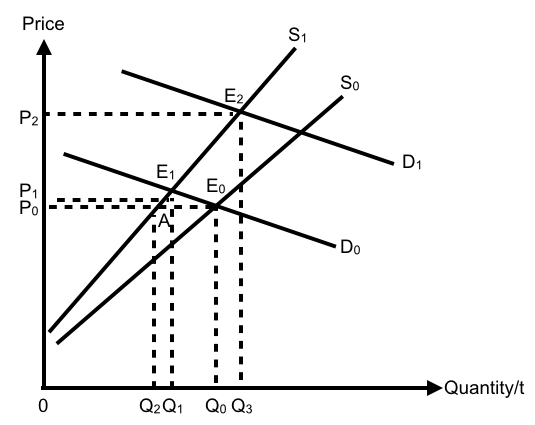 Price
S₁
S₀
E₂
P₂
D₁
E₁
E₀
P₁
P₀
A
D₀
Quantity/t
0
Q₂ Q₁ Q₀ Q₃